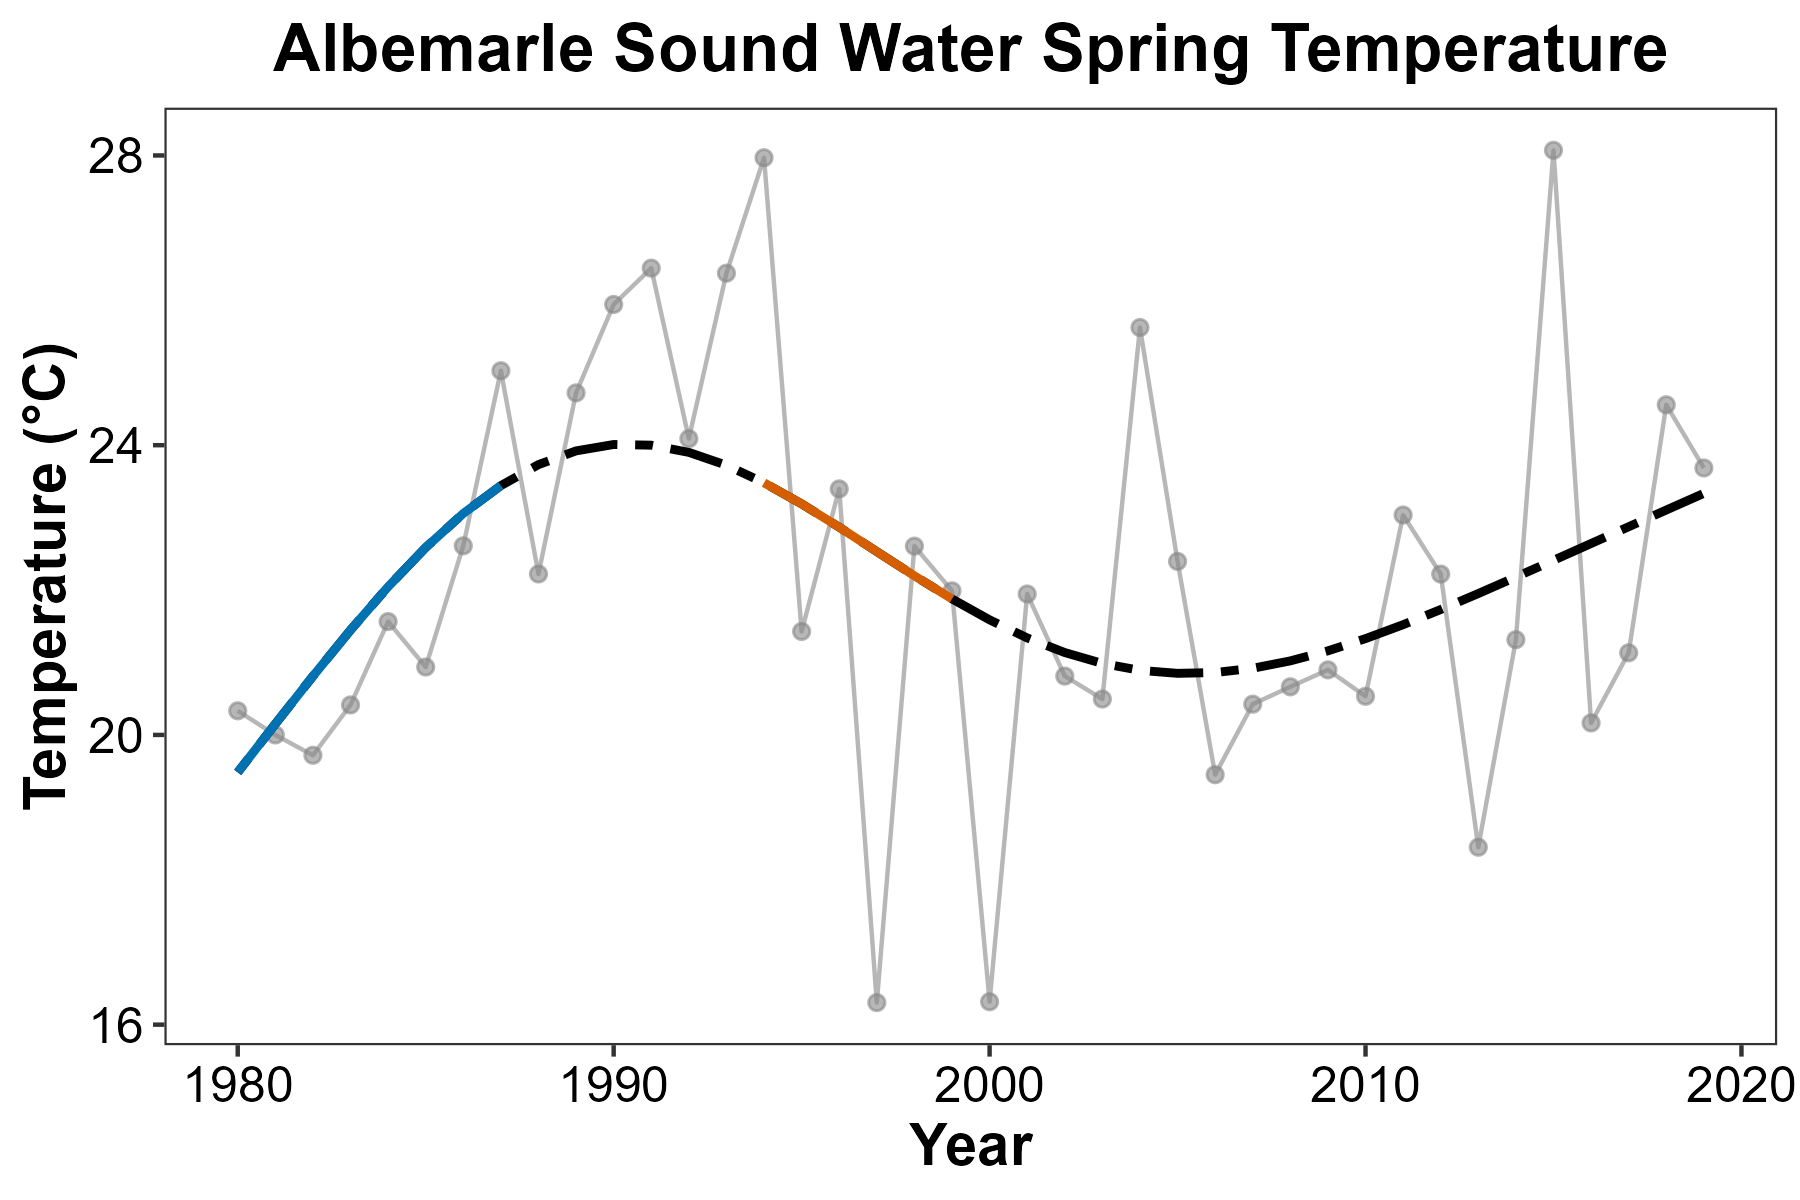 Albemarle Sound Water Spring Temperature
Temperature (°C)
28
24
20
16
1980 1990 2000 2010 2020
Year